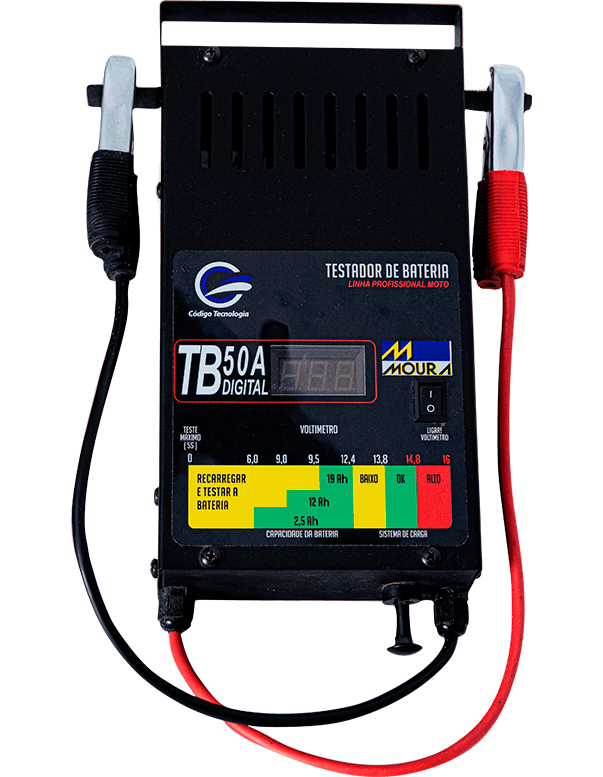 TESTADOR DE BATERIA
LINHA PROFISSIONAL MOTO
Código Tecnologia
TB50A
DIGITAL
MOURA
I
O
TESTE
MÁXIMO
(5S)
VOLTIMETRO
LIGAR/
VOLTIMETRO
0 6,0 9,0 9,5 12,4 13,8 14,8 16
RECARREGAR
E TESTAR A
BATERIA
19 Ah
BAIXO
OK
ALTO
12 Ah
2,5 Ah
CAPACIDADE DA BATERIA
SISTEMA DE CARGA